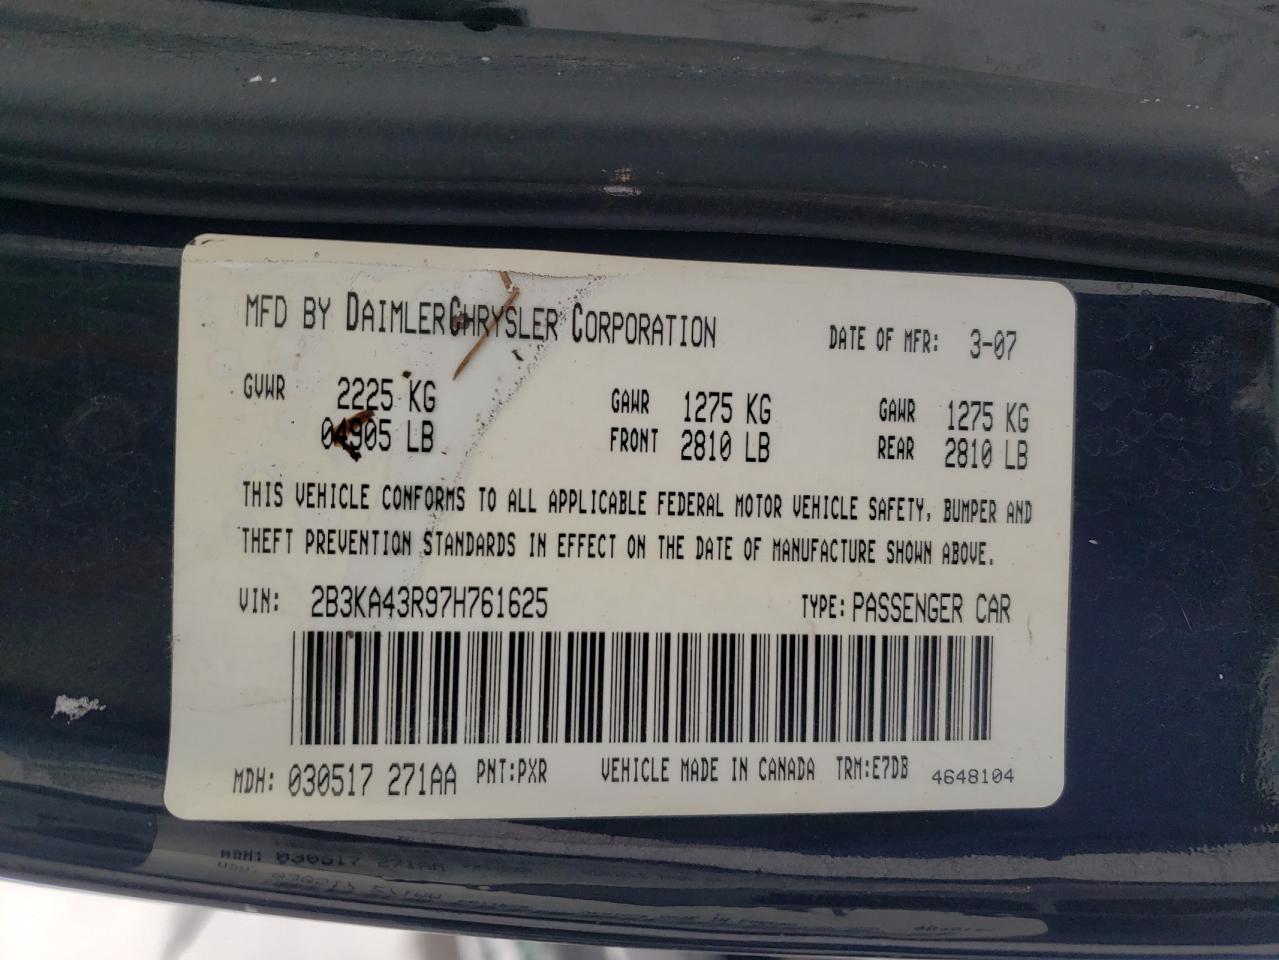 MFD BY DAIMLERCHRYSLER CORPORATION DATE OF MFR: 3-07
GVWR 2225 KG GAWR 1275 KG GAWR 1275 KG
04905 LB FRONT 2810 LB REAR 2810 LB
THIS VEHICLE CONFORMS TO ALL APPLICABLE FEDERAL MOTOR VEHICLE SAFETY, BUMPER AND
THEFT PREVENTION STANDARDS IN EFFECT ON THE DATE OF MANUFACTURE SHOWN ABOVE.
VIN: 2B3KA43R97H761625 TYPE: PASSENGER CAR
MDH: 030517 271AA PNT:PXR VEHICLE MADE IN CANADA TRM:E7DB 4648104